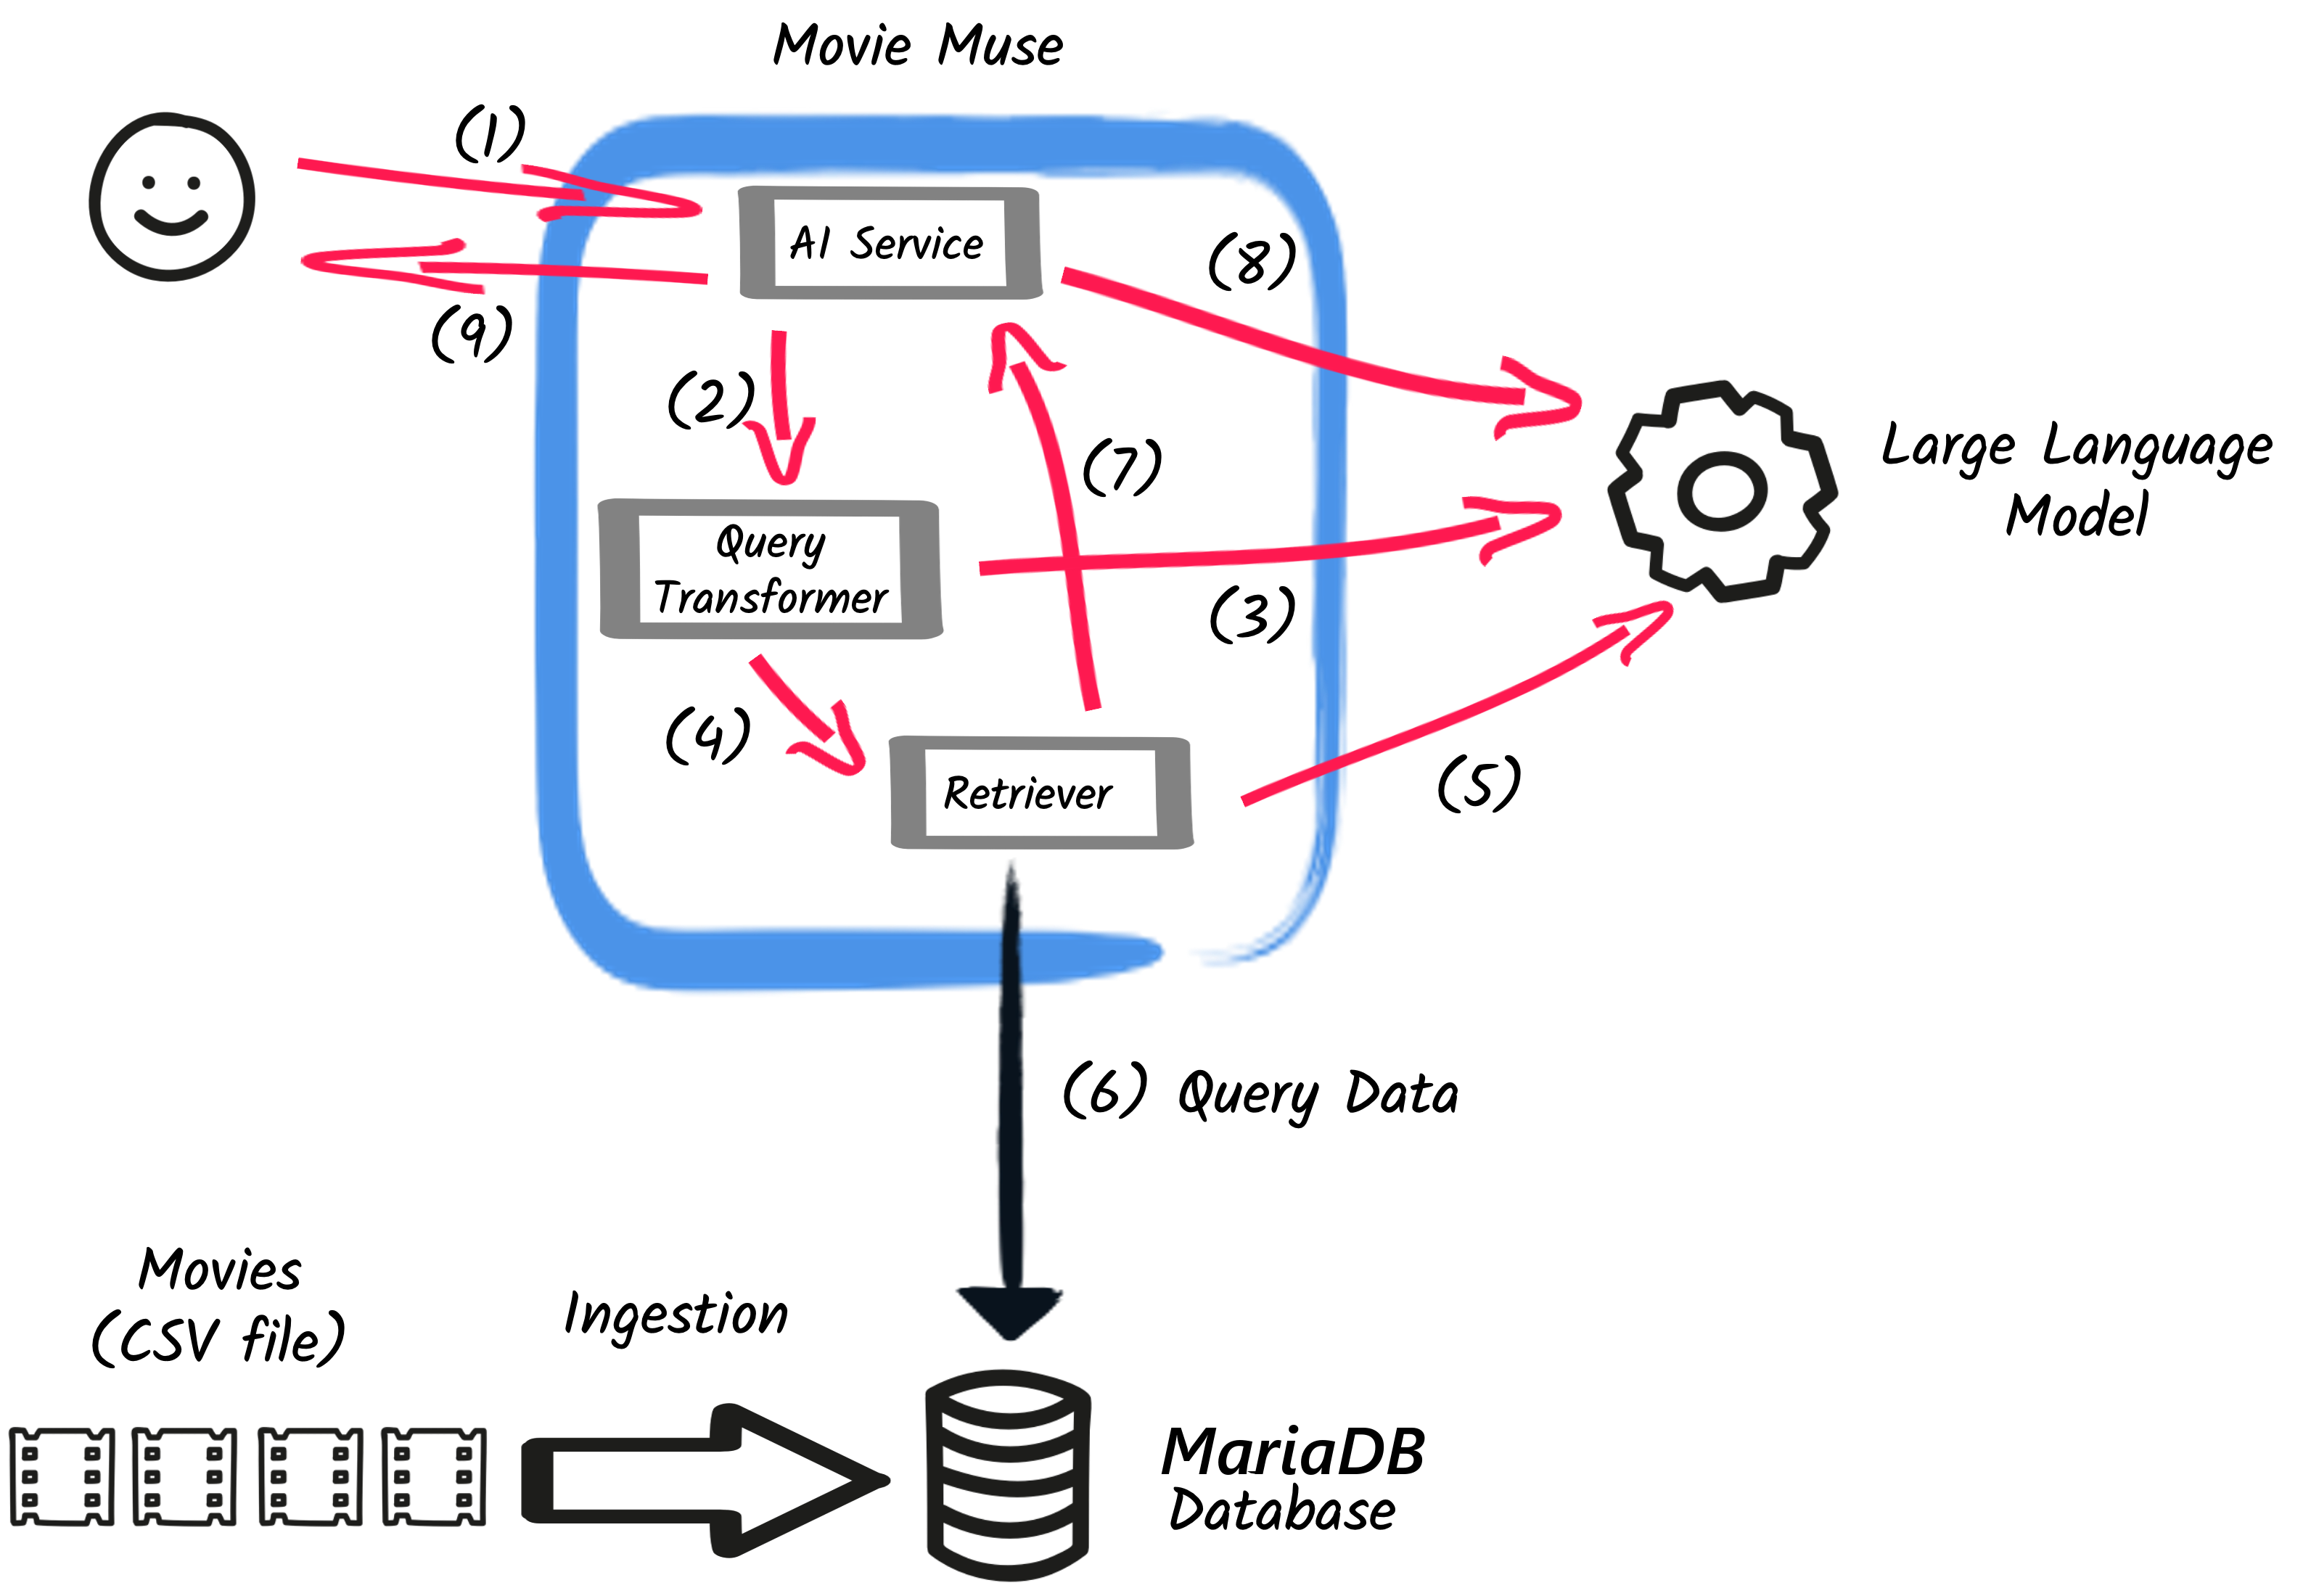 Movie Muse
(1)
AI Service
(8)
(9)
(2)
(7)
Large Language
Model
Query
Transformer
(3)
(4)
Retriever
(5)
(6) Query Data
Movies
(CSV file)
Ingestion
MariaDB
Database